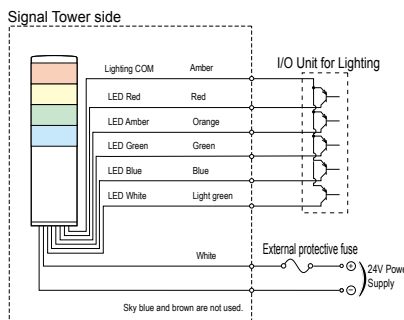 Signal Tower side
I/O Unit for Lighting
Lighting COM Amber
LED Red Red
LED Amber Orange
LED Green Green
LED Blue Blue
LED White Light green
White
External protective fuse
24V Powe
Supply
Sky blue and brown are not used.